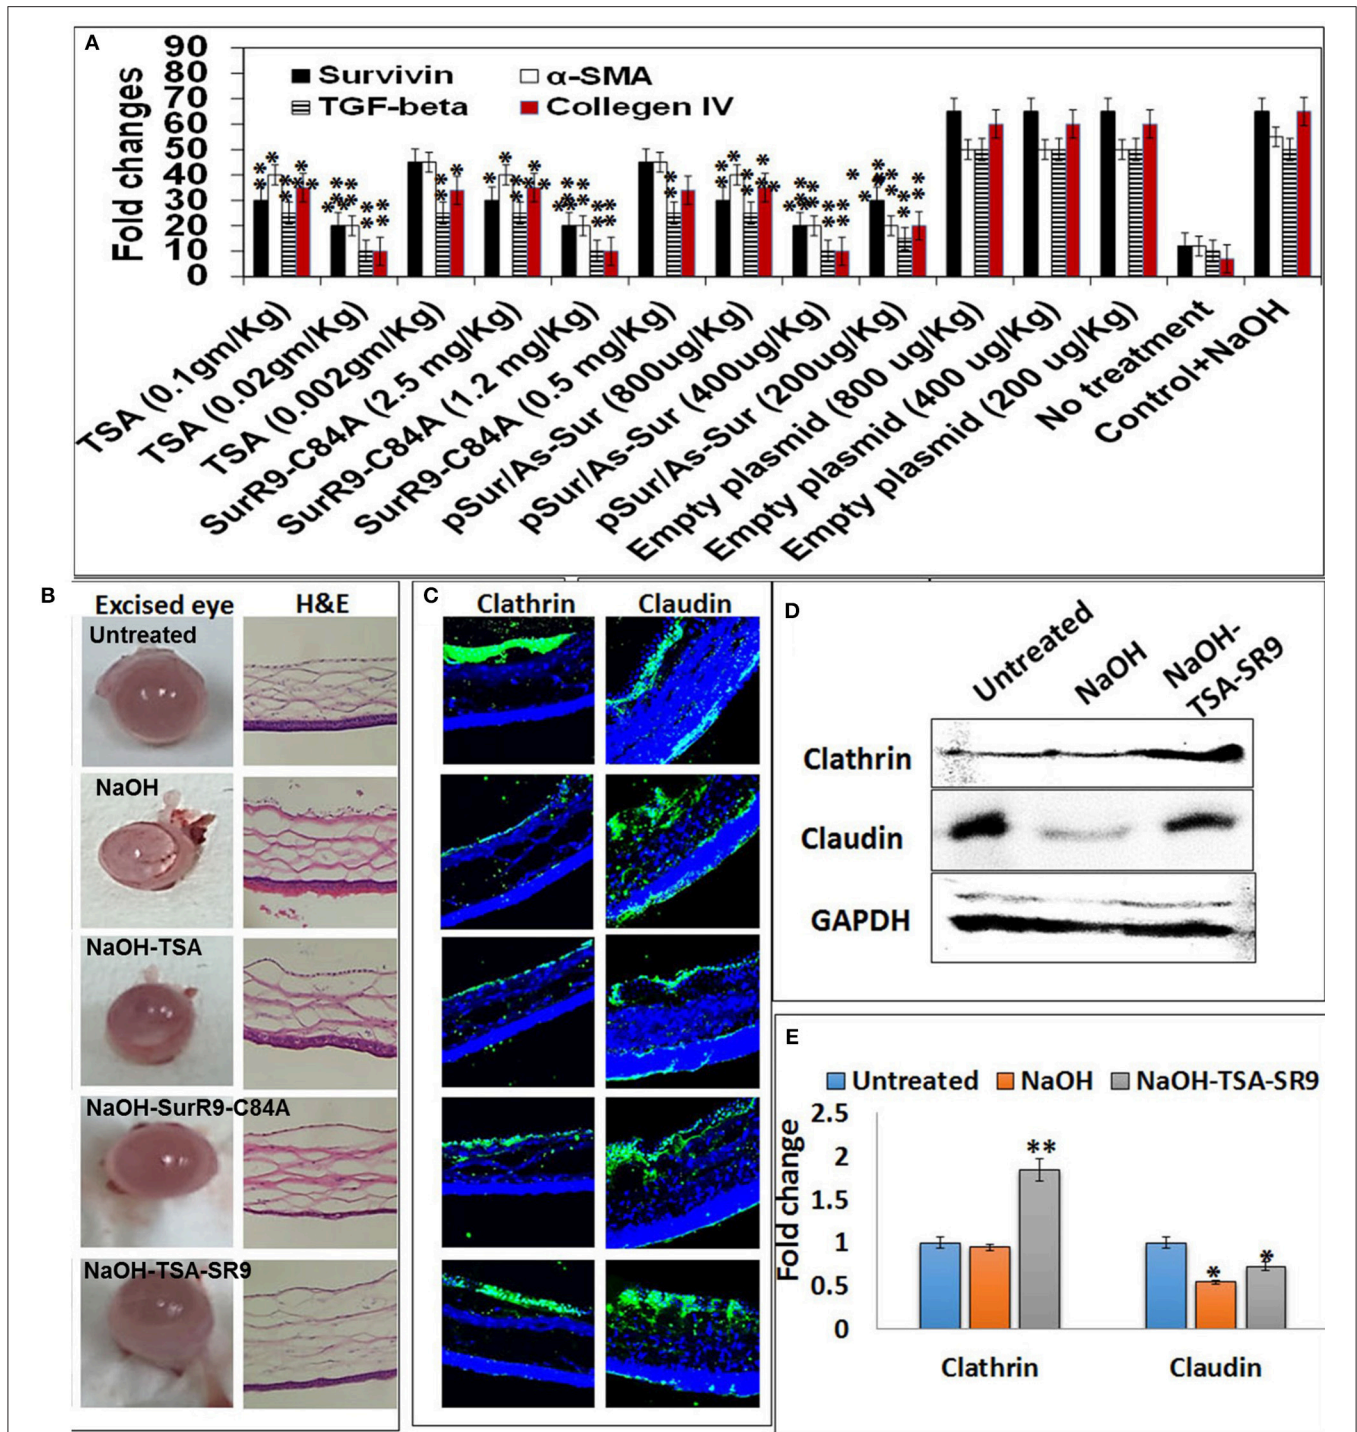 A
90
80
70
60
50
40
30
20
10
0
Fold changes
Survivin α-SMA
TGF-beta Collegen IV
TSA (0.1gm/Kg)
TSA (0.02gm/Kg)
TSA (0.002gm/Kg)
SurR9-C84A (2.5 mg/Kg)
SurR9-C84A (1.2 mg/Kg)
SurR9-C84A (0.5 mg/Kg)
pSur/As-Sur (800ug/Kg)
pSur/As-Sur (400ug/Kg)
pSur/As-Sur (200ug/Kg)
Empty plasmid (800 ug/Kg)
Empty plasmid (400 ug/Kg)
Empty plasmid (200 ug/Kg)
No treatment
Control+NaOH
B
Excised eye H&E
Untreated
NaOH
NaOH-TSA
NaOH-SurR9-C84A
NaOH-TSA-SR9
C
Clathrin Claudin
D
Untreated
NaOH
NaOH-
TSA-SR9
Clathrin
Claudin
GAPDH
E
Untreated NaOH NaOH-TSA-SR9
Fold change
2.5
2
1.5
1
0.5
0
**
*
*
Clathrin Claudin